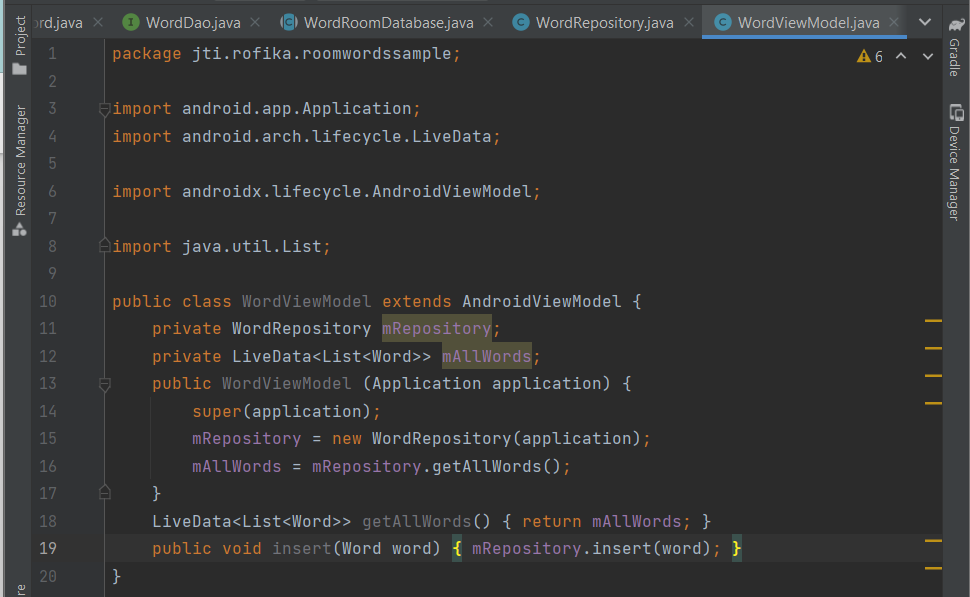 rd.java WordDao.java WordRoomDatabase.java WordRepository.java WordViewModel.java
Project
Resource Manager
re
Gradle
Device Manager
6
1 package jti.rofika.roomwordssample;
2
3 import android.app.Application;
4 import android.arch.lifecycle.LiveData;
5
6 import androidx.lifecycle.AndroidViewModel;
7
8 import java.util.List;
9
10 public class WordViewModel extends AndroidViewModel {
11 private WordRepository mRepository;
12 private LiveData<List<Word>> mAllWords;
13 public WordViewModel (Application application) {
14 super(application);
15 mRepository = new WordRepository(application);
16 mAllWords = mRepository.getAllWords();
17 }
18 LiveData<List<Word>> getAllWords() { return mAllWords; }
19 public void insert(Word word) { mRepository.insert(word); }
20 }